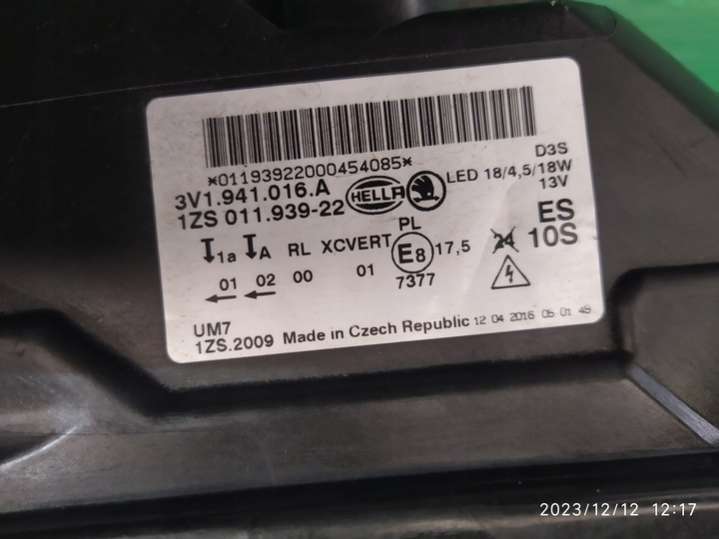 *01193922000454085*
3V1.941.016.A
1ZS 011.939-22
HELLA
D3S
LED 18/4,5/18W
13V
ES
10S
24
1a A RL XCVERT
PL
E8 17,5
01 02 00 01
7377
UM7
1ZS.2009 Made in Czech Republic 12 04 2016 05 01 49
2023/12/12 12:17